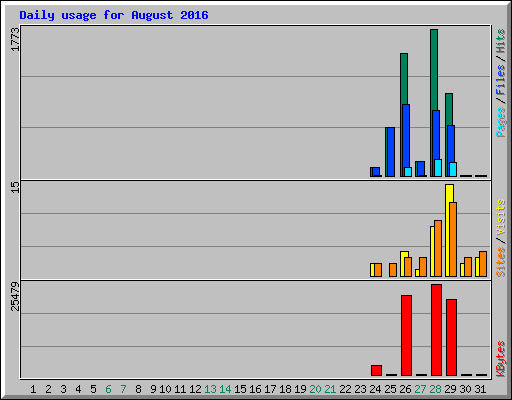 Daily usage for August 2016
1773
15
25479
Pages/Files/Hits
Sites/Visits
KBytes
1 2 3 4 5 6 7 8 9 10 11 12 13 14 15 16 17 18 19 20 21 22 23 24 25 26 27 28 29 30 31